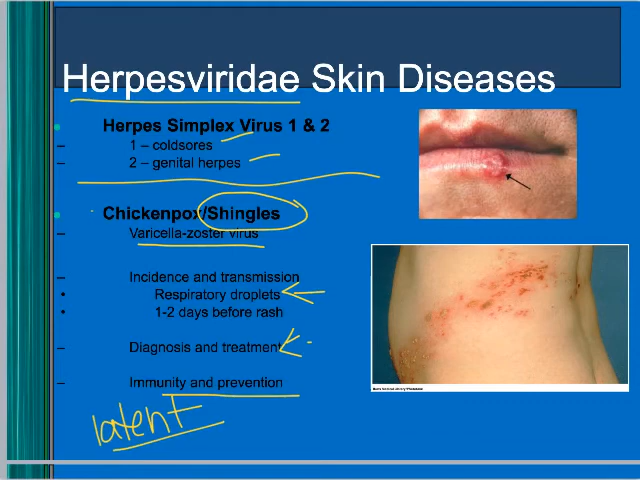 Herpesviridae Skin Diseases
Herpes Simplex Virus 1 & 2
– 1 – coldsores
– 2 – genital herpes
Chickenpox/Shingles
– Varicella-zoster virus
– Incidence and transmission
• Respiratory droplets
• 1-2 days before rash
– Diagnosis and treatment
– Immunity and prevention
latent